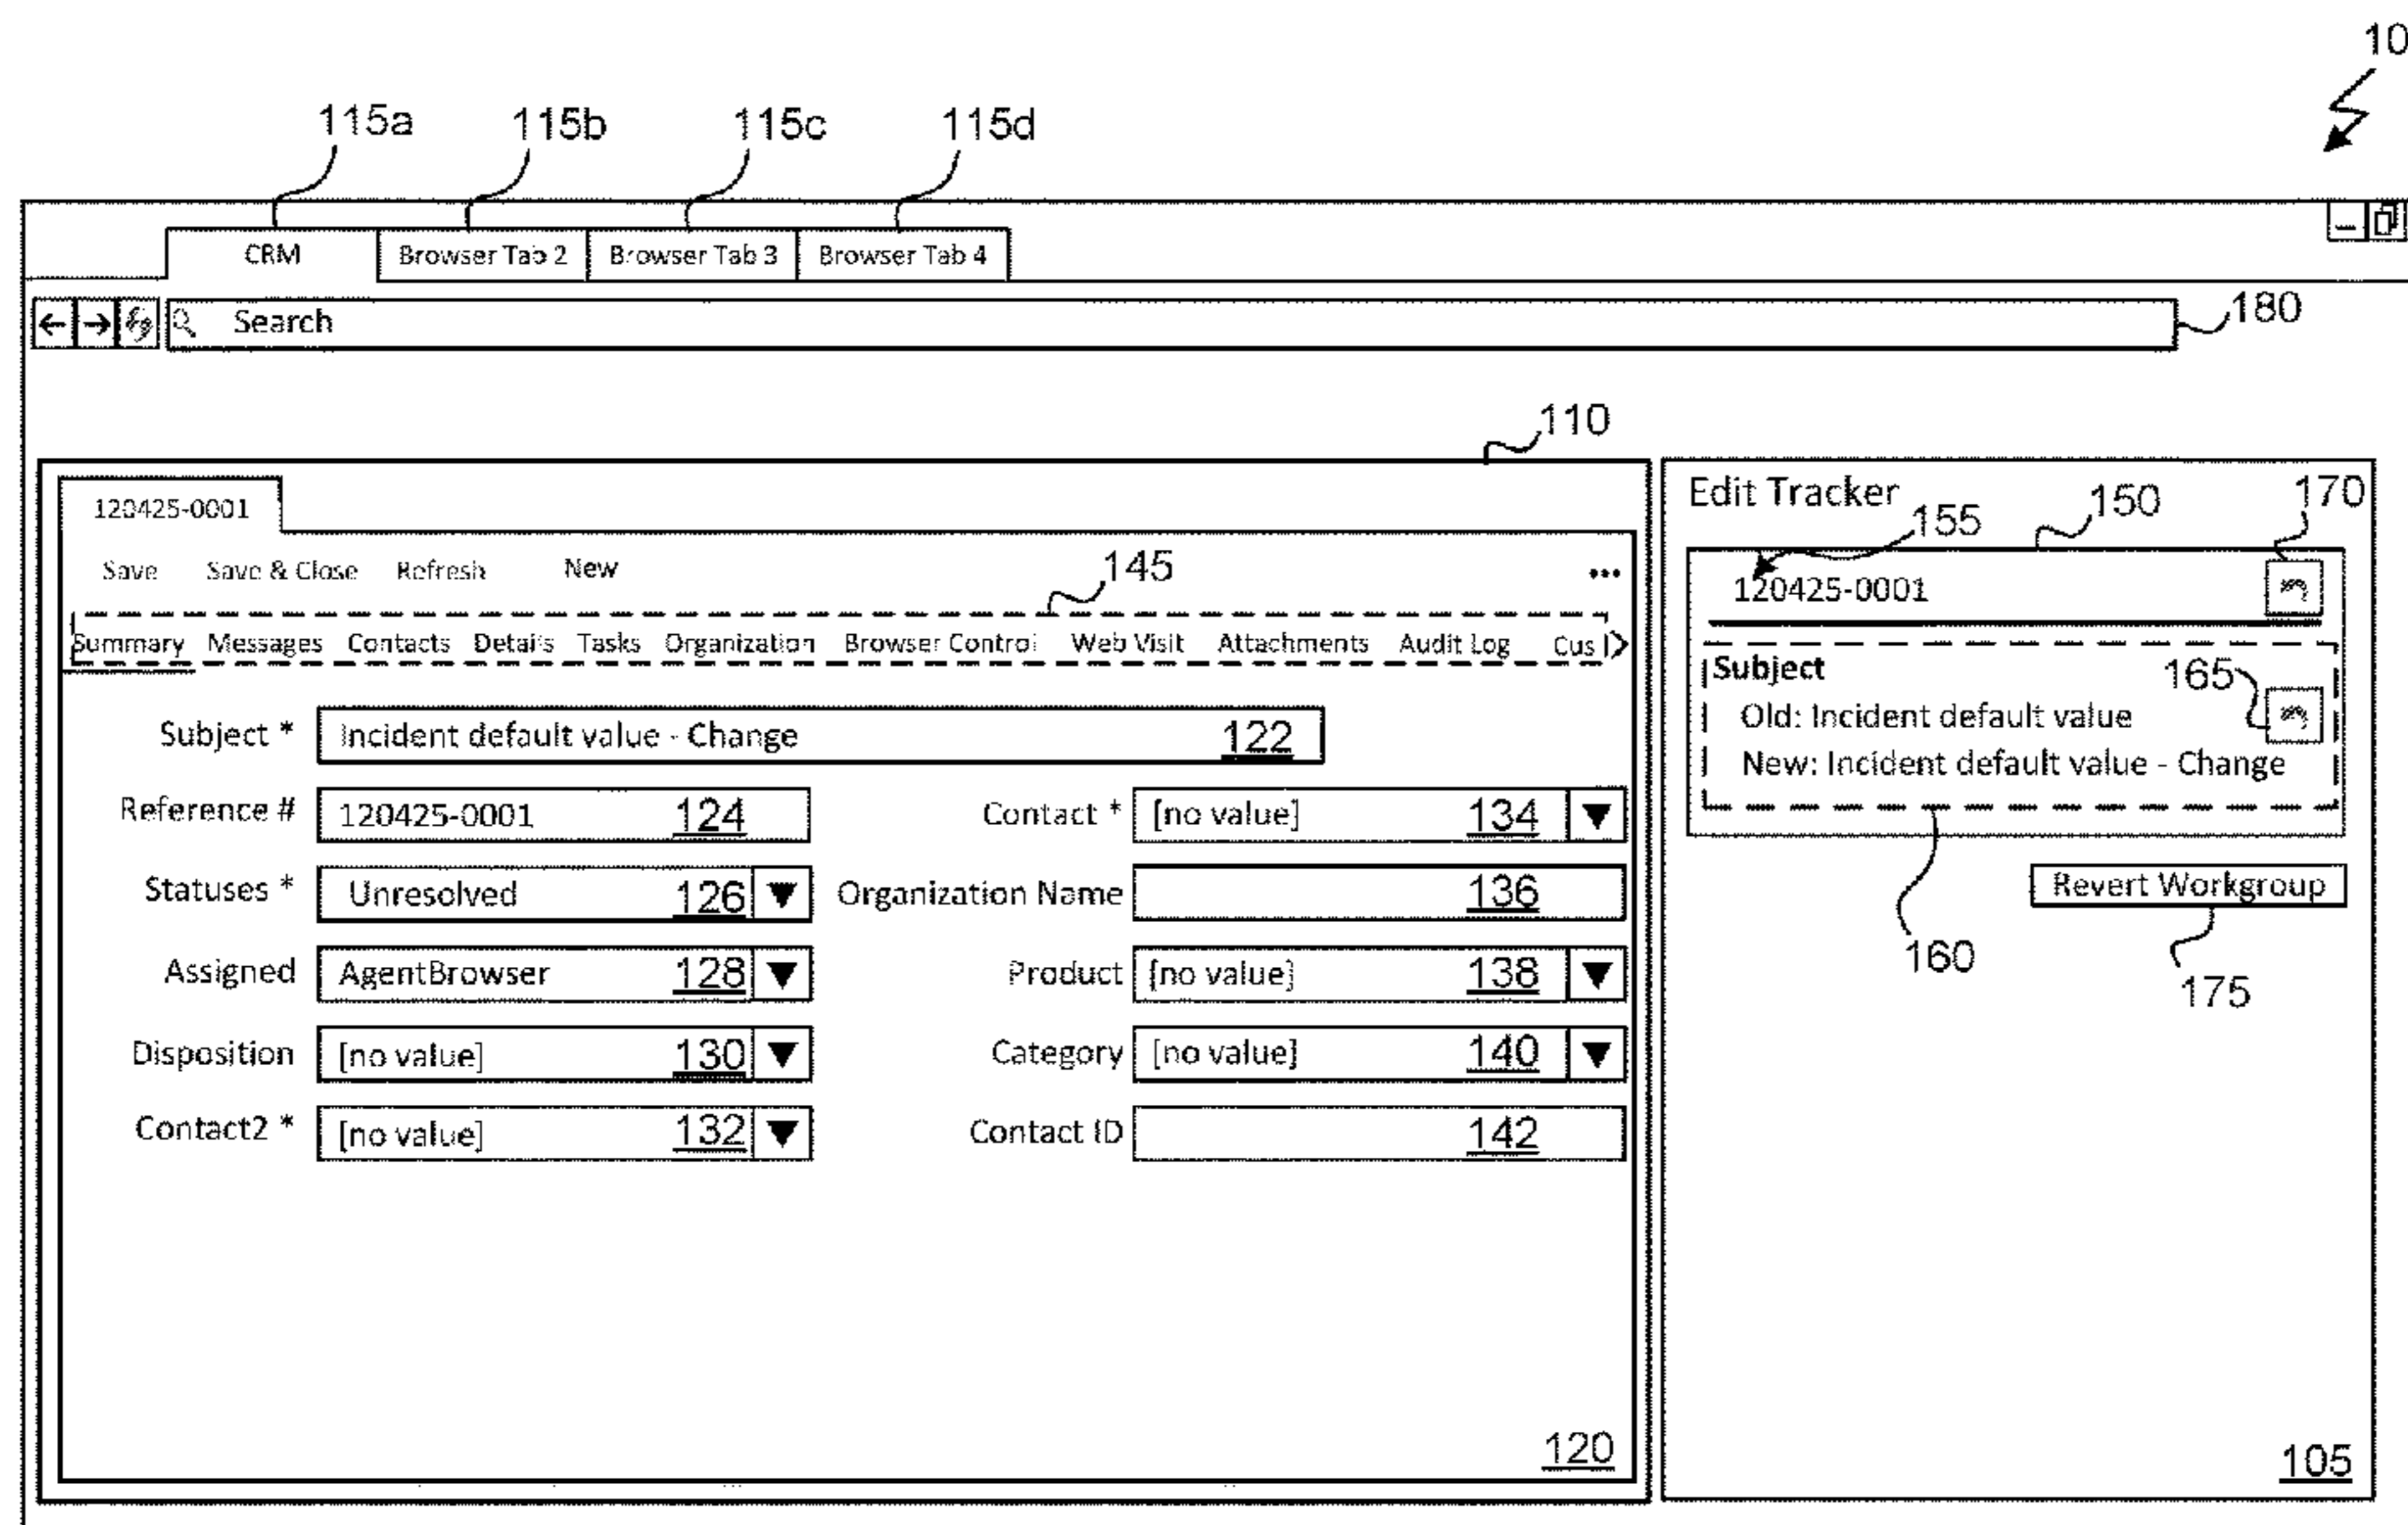 10
115a 115b 115c 115d
CRM Browser Tab 2 Browser Tab 3 Browser Tab 4
Search 180
110
120425-0001
Save Save & Close Refresh New ... 145
Summary Messages Contacts Details Tasks Organization Browser Control Web Visit Attachments Audit Log Cus
Subject * Incident default value - Change 122
Reference # 120425-0001 124 Contact * [no value] 134
Statuses * Unresolved 126 Organization Name 136
Assigned AgentBrowser 128 Product [no value] 138
Disposition [no value] 130 Category [no value] 140
Contact2 * [no value] 132 Contact ID 142
120
Edit Tracker 155 150 170
120425-0001
Subject 165
Old: Incident default value
New: Incident default value - Change
Revert Workgroup
160 175
105